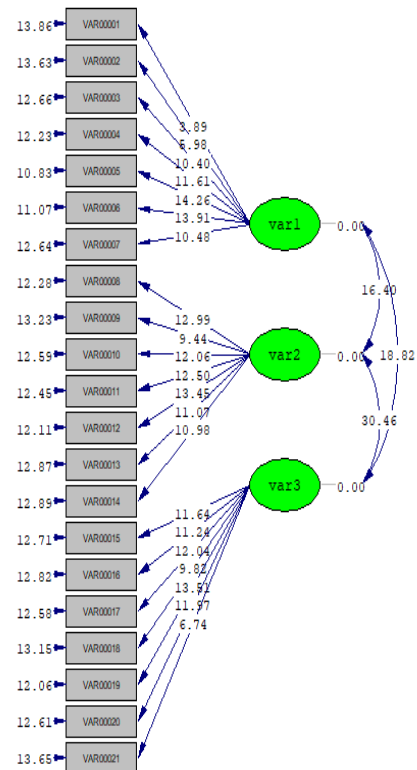 13.86 VAR00001
13.63 VAR00002
12.66 VAR00003
12.23 VAR00004
10.83 VAR00005
11.07 VAR00006
12.64 VAR00007
12.28 VAR00008
13.23 VAR00009
12.59 VAR00010
12.45 VAR00011
12.11 VAR00012
12.87 VAR00013
12.89 VAR00014
12.71 VAR00015
12.82 VAR00016
12.58 VAR00017
13.15 VAR00018
12.06 VAR00019
12.61 VAR00020
13.65 VAR00021
3.89
5.98
10.40
11.61
14.26
13.91
10.48
12.99
9.44
12.06
12.50
13.45
11.07
10.98
11.64
11.24
12.04
9.82
13.51
11.97
6.74
var1 0.00
var2 0.00
var3 0.00
16.40
18.82
30.46